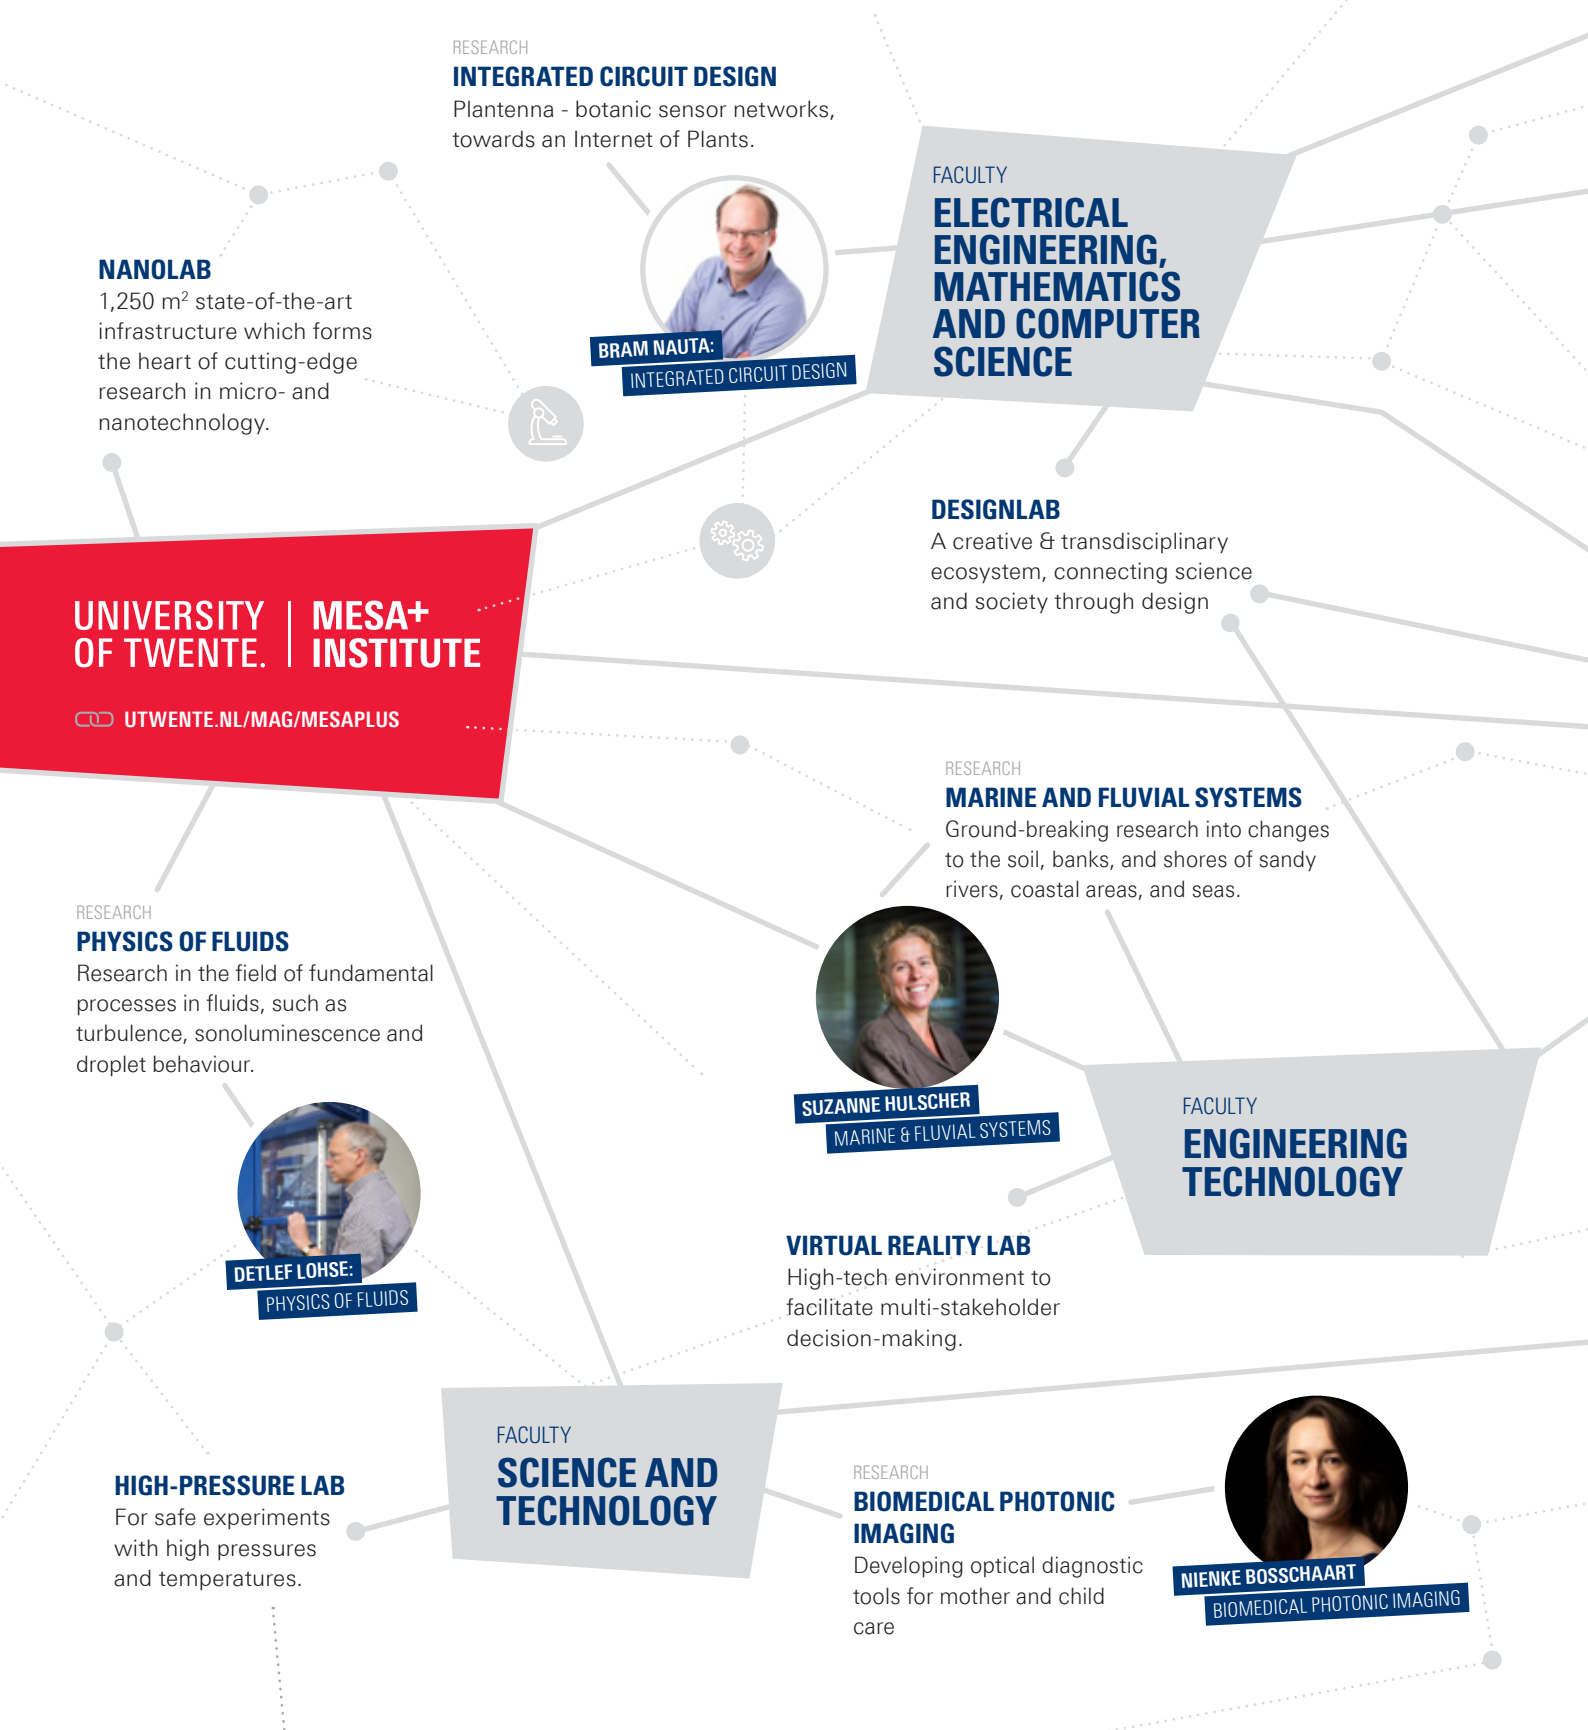 RESEARCH
INTEGRATED CIRCUIT DESIGN
Plantenna - botanic sensor networks,
towards an Internet of Plants.
BRAM NAUTA:
INTEGRATED CIRCUIT DESIGN
FACULTY
ELECTRICAL
ENGINEERING,
MATHEMATICS
AND COMPUTER
SCIENCE
NANOLAB
1,250 m² state-of-the-art
infrastructure which forms
the heart of cutting-edge
research in micro- and
nanotechnology.
DESIGNLAB
A creative & transdisciplinary
ecosystem, connecting science
and society through design
UNIVERSITY
OF TWENTE.
MESA+
INSTITUTE
UTWENTE.NL/MAG/MESAPLUS
RESEARCH
MARINE AND FLUVIAL SYSTEMS
Ground-breaking research into changes
to the soil, banks, and shores of sandy
rivers, coastal areas, and seas.
SUZANNE HULSCHER
MARINE & FLUVIAL SYSTEMS
RESEARCH
PHYSICS OF FLUIDS
Research in the field of fundamental
processes in fluids, such as
turbulence, sonoluminescence and
droplet behaviour.
DETLEF LOHSE:
PHYSICS OF FLUIDS
FACULTY
ENGINEERING
TECHNOLOGY
VIRTUAL REALITY LAB
High-tech environment to
facilitate multi-stakeholder
decision-making.
FACULTY
SCIENCE AND
TECHNOLOGY
HIGH-PRESSURE LAB
For safe experiments
with high pressures
and temperatures.
RESEARCH
BIOMEDICAL PHOTONIC
IMAGING
Developing optical diagnostic
tools for mother and child
care
NIENKE BOSSCHAART
BIOMEDICAL PHOTONIC IMAGING